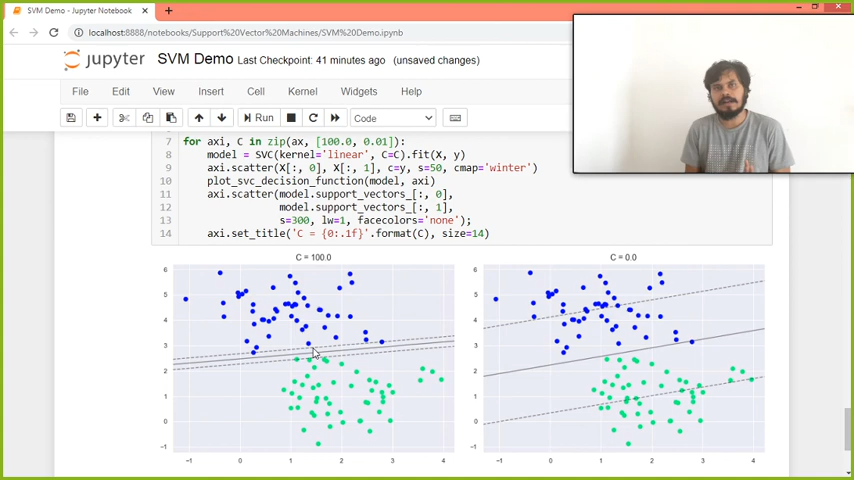 SVM Demo - Jupyter Notebook
localhost:8888/notebooks/Support%20Vector%20Machines/SVM%20Demo.ipynb
jupyter SVM Demo Last Checkpoint: 41 minutes ago (unsaved changes)
File Edit View Insert Cell Kernel Widgets Help
Run Code
7 for axi, C in zip(ax, [100.0, 0.01]):
8 model = SVC(kernel='linear', C=C).fit(X, y)
9 axi.scatter(X[:, 0], X[:, 1], c=y, s=50, cmap='winter')
10 plot_svc_decision_function(model, axi)
11 axi.scatter(model.support_vectors_[:, 0],
12 model.support_vectors_[:, 1],
13 s=300, lw=1, facecolors='none');
14 axi.set_title('C = {0:.1f}'.format(C), size=14)
C = 100.0 C = 0.0
6 6
5 5
4 4
3 3
2 2
1 1
0 0
−1 −1
−1 0 1 2 3 4 −1 0 1 2 3 4